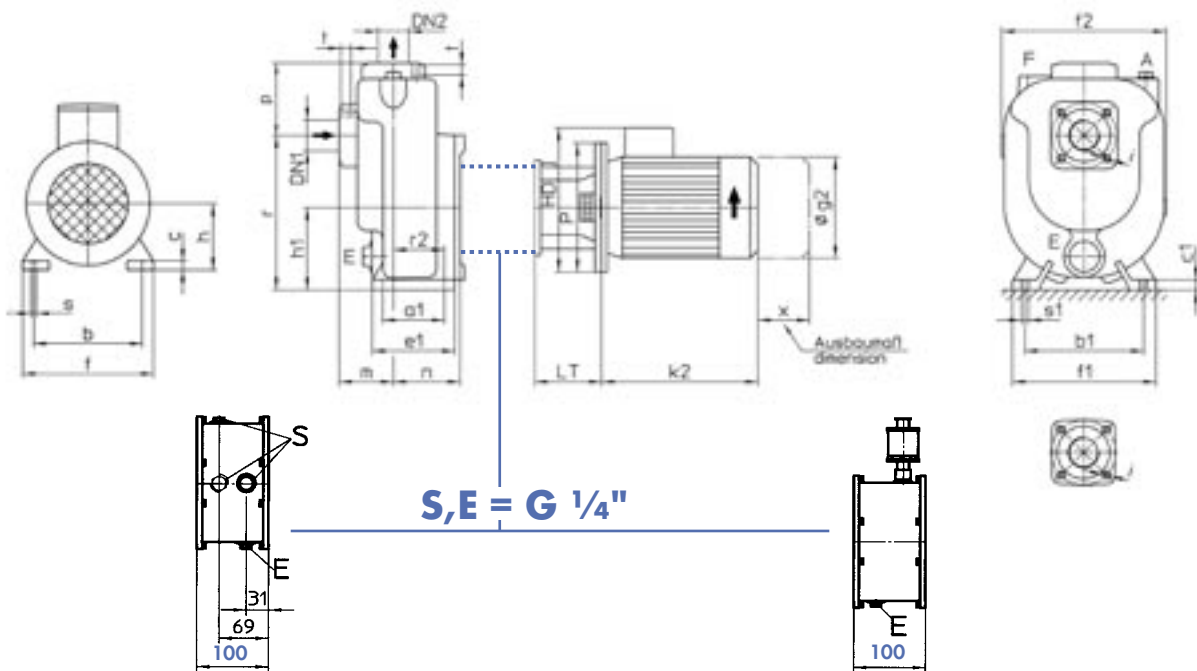 DN2
t
t
p
DN1
r
h1
m
r2
a1
e1
m
n
c
h
s
b
f
HD
P
ø g2
x
Ausbaumaß
dimension
LT
k2
f2
F
A
i
E
c1
s1
b1
f1
S
S,E = G ¼"
E
31
69
100
E
100